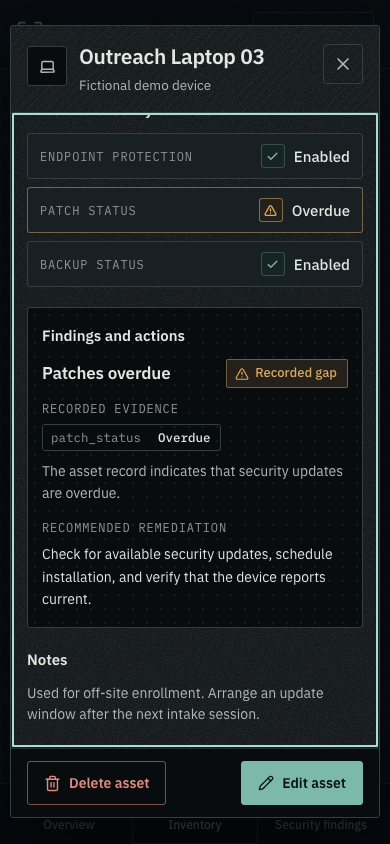 Outreach Laptop 03
Fictional demo device
ENDPOINT PROTECTION Enabled
PATCH STATUS Overdue
BACKUP STATUS Enabled
Findings and actions
Patches overdue Recorded gap
RECORDED EVIDENCE
patch_status Overdue
The asset record indicates that security updates
are overdue.
RECOMMENDED REMEDIATION
Check for available security updates, schedule
installation, and verify that the device reports
current.
Notes
Used for off-site enrollment. Arrange an update
window after the next intake session.
Delete asset Edit asset
Overview Inventory Security findings